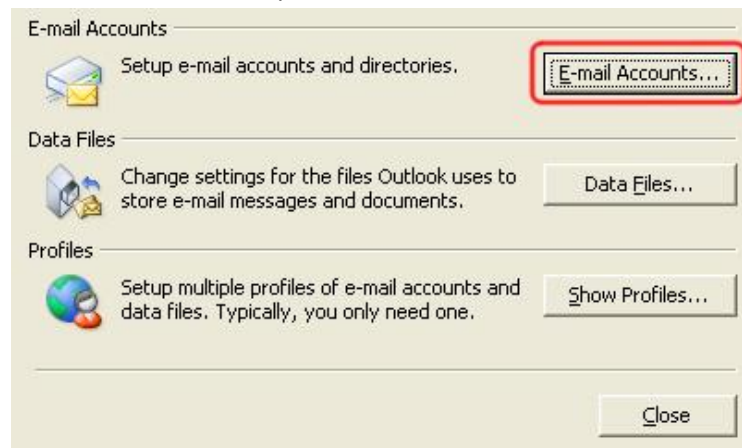 E-mail Accounts
Setup e-mail accounts and directories.
E-mail Accounts...
Data Files
Change settings for the files Outlook uses to
store e-mail messages and documents.
Data Files...
Profiles
Setup multiple profiles of e-mail accounts and
data files. Typically, you only need one.
Show Profiles...
Close